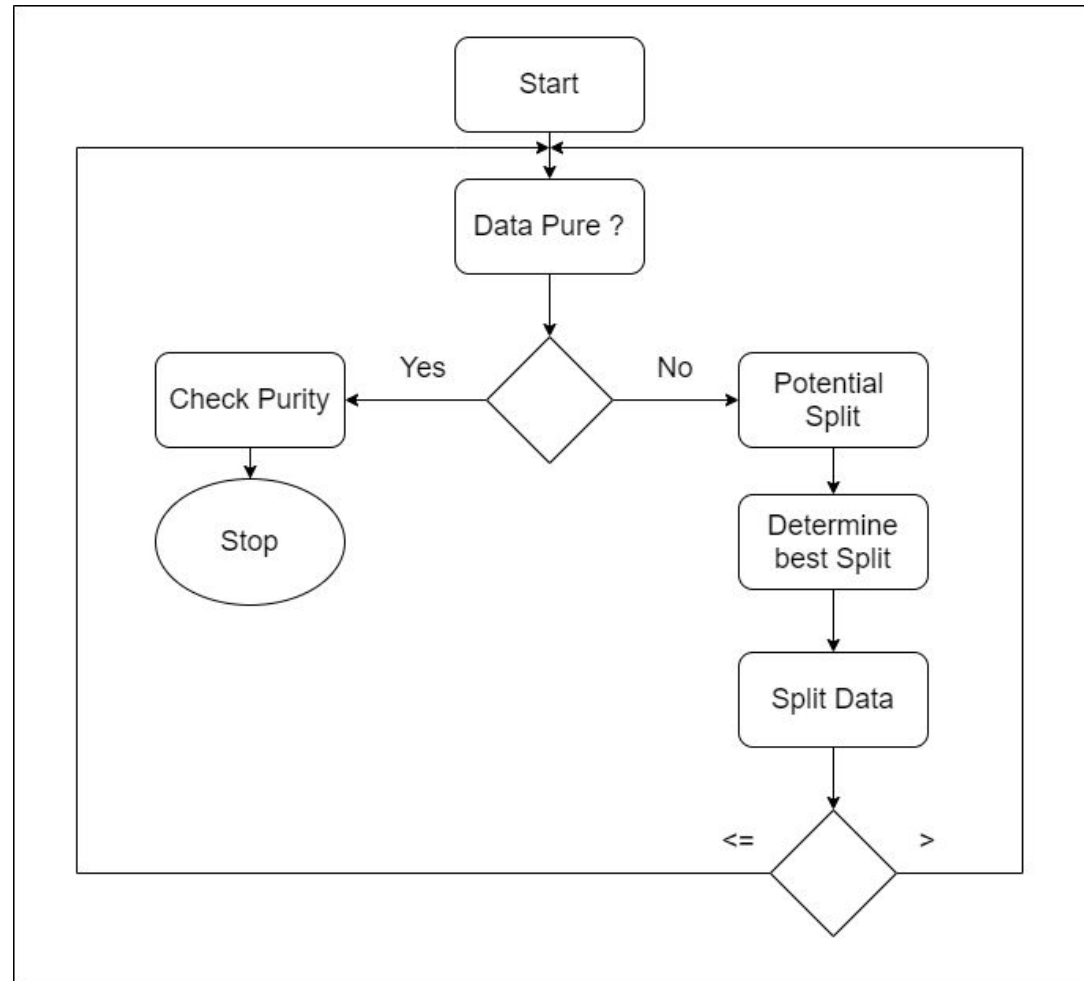 Start
Data Pure ?
Yes
No
Check Purity
Potential
Split
Stop
Determine
best Split
Split Data
<=
>